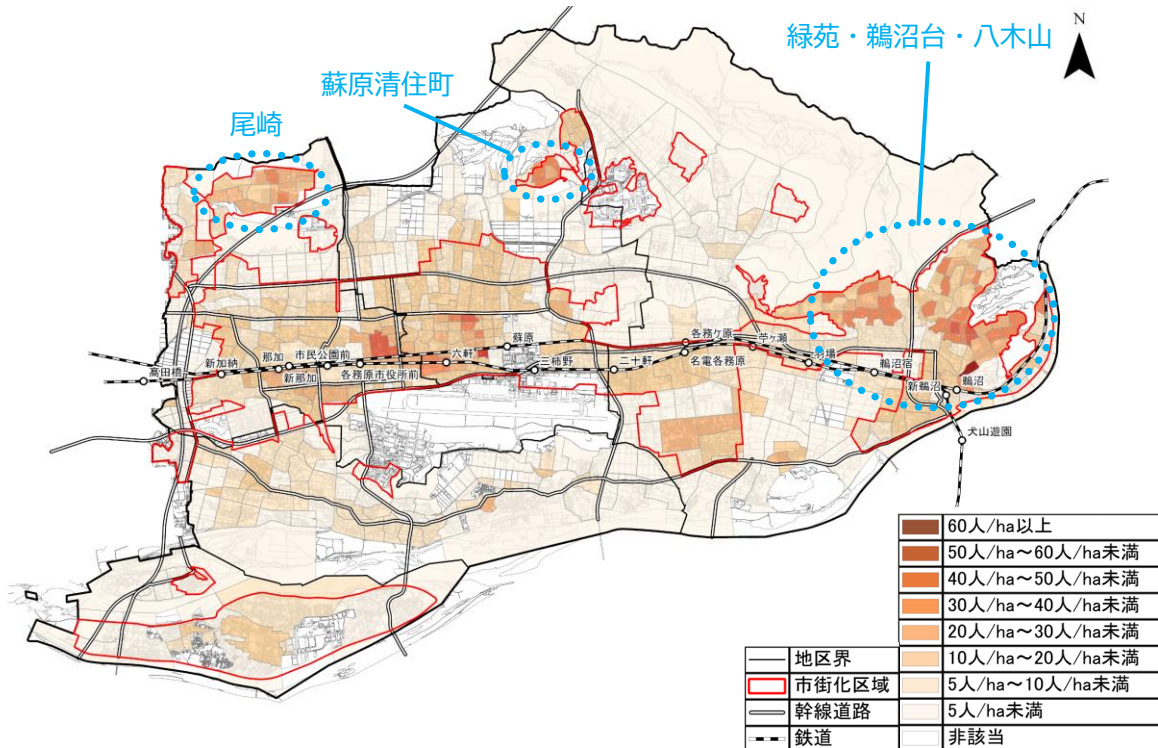 N
緑苑・鵜沼台・八木山
蘇原清住町
尾崎
各務ケ原
苧ヶ瀬
蘇原
羽場
市民公園前
六軒
三柿野
二十軒
名電各務原
鵜沼宿
那加
新加納
高田橋
新那加
各務原市役所前
新鵜沼
鵜沼
犬山遊園
60人/ha以上
50人/ha～60人/ha未満
40人/ha～50人/ha未満
30人/ha～40人/ha未満
20人/ha～30人/ha未満
10人/ha～20人/ha未満
5人/ha～10人/ha未満
5人/ha未満
非該当
地区界
市街化区域
幹線道路
鉄道